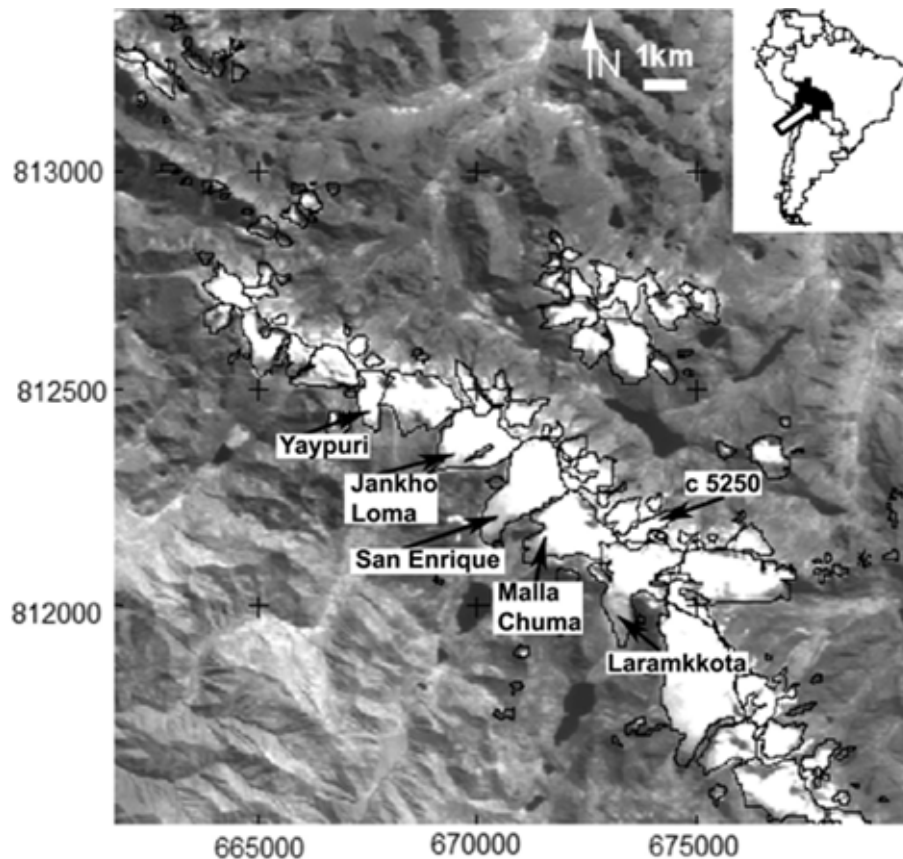 N
1km
813000
812500
812000
Yaypuri
Jankho
Loma
San Enrique
c 5250
Malla
Chuma
Laramkkota
665000
670000
675000